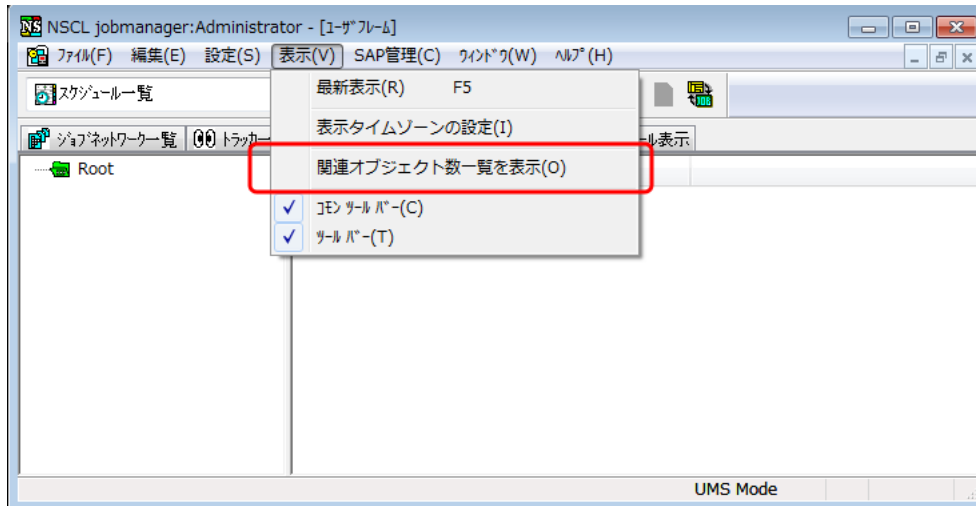 NSCL jobmanager:Administrator - [ﾕｰｻﾞﾌﾚｰﾑ]
ﾌｧｲﾙ(F) 編集(E) 設定(S) 表示(V) SAP管理(C) ｳｨﾝﾄﾞｳ(W) ﾍﾙﾌﾟ(H)
スケジュール一覧
最新表示(R) F5
表示タイムゾーンの設定(I)
ジョブネットワーク一覧 トラッカー
ール表示
Root
関連オブジェクト数一覧を表示(O)
ｺﾓﾝ ﾂｰﾙ ﾊﾞｰ(C)
ﾂｰﾙ ﾊﾞｰ(T)
UMS Mode